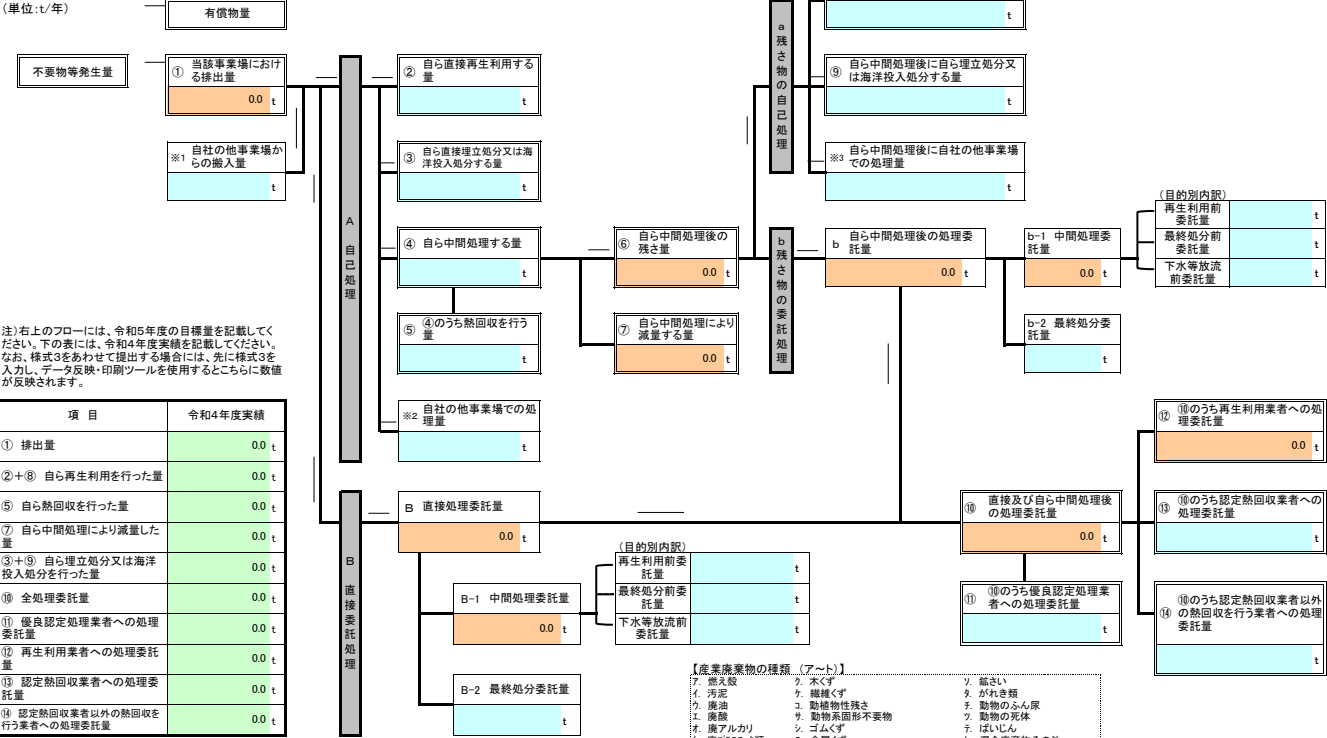 (単位:t/年)
有償物量
不要物等発生量
① 当該事業場におけ
る排出量
0.0 t
※1 自社の他事業場か
らの搬入量
t
A 自己処理
② 自ら直接再生利用する
量
t
③ 自ら直接埋立処分又は海
洋投入処分する量
t
④ 自ら中間処理する量
t
⑤ ④のうち熱回収を行う
量
t
※2 自社の他事業場での処
理量
t
⑥ 自ら中間処理後の
残さ量
0.0 t
⑦ 自ら中間処理により
減量する量
0.0 t
a 残さ物の自己処理
t
⑨ 自ら中間処理後に自ら埋立処分又
は海洋投入処分する量
t
※3 自ら中間処理後に自社の他事業場
での処理量
t
b 残さ物の委託処理
b 自ら中間処理後の処理委
託量
0.0 t
b-1 中間処理委
託量
0.0 t
(目的別内訳)
再生利用前
委託量
t
最終処分前
委託量
t
下水等放流
前委託量
t
b-2 最終処分委
託量
t
注)右上のフローには、令和5年度の目標量を記載してく
ださい。下の表には、令和4年度実績を記載してください。
なお、様式3をあわせて提出する場合には、先に様式3を
入力し、データ反映・印刷ツールを使用するとこちらに数値
が反映されます。
項 目 令和4年度実績
① 排出量 0.0 t
②+⑧ 自ら再生利用を行った量 0.0 t
⑤ 自ら熱回収を行った量 0.0 t
⑦ 自ら中間処理により減量した
量 0.0 t
③+⑨ 自ら埋立処分又は海洋
投入処分を行った量 0.0 t
⑩ 全処理委託量 0.0 t
⑪ 優良認定処理業者への処理
委託量 0.0 t
⑫ 再生利用業者への処理委託
量 0.0 t
⑬ 認定熱回収業者への処理委
託量 0.0 t
⑭ 認定熱回収業者以外の熱回収を
行う業者への処理委託量 0.0 t
B 直接委託処理
B 直接処理委託量
0.0 t
B-1 中間処理委託量
0.0 t
(目的別内訳)
再生利用前委
託量
t
最終処分前委
託量
t
下水等放流前
委託量
t
B-2 最終処分委託量
t
⑩ 直接及び自ら中間処理後
の処理委託量
0.0 t
⑪ ⑩のうち優良認定処理業
者への処理委託量
t
⑫ ⑩のうち再生利用業者への処
理委託量
0.0 t
⑬ ⑩のうち認定熱回収業者への
処理委託量
t
⑭ ⑩のうち認定熱回収業者以外
の熱回収を行う業者への処理
委託量
t
【産業廃棄物の種類 (ア~ト)】
ア. 燃え殻 ク. 木くず ソ. 鉱さい
イ. 汚泥 ケ. 繊維くず タ. がれき類
ウ. 廃油 コ. 動植物性残さ チ. 動物のふん尿
エ. 廃酸 サ. 動物系固形不要物 ツ. 動物の死体
オ. 廃アルカリ シ. ゴムくず テ. ばいじん